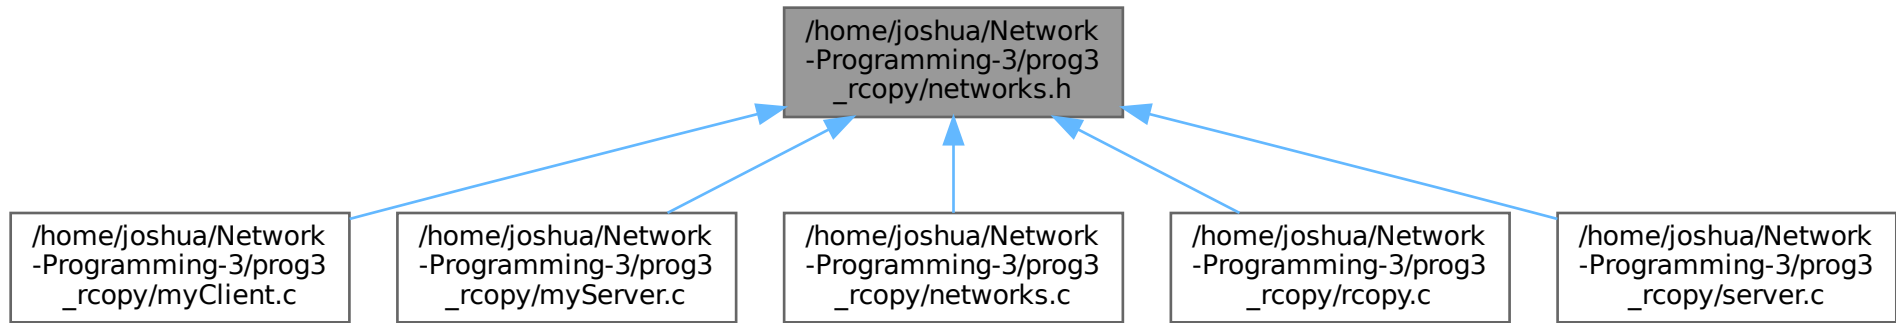 /home/joshua/Network
-Programming-3/prog3
_rcopy/networks.h
/home/joshua/Network
-Programming-3/prog3
_rcopy/myClient.c
/home/joshua/Network
-Programming-3/prog3
_rcopy/myServer.c
/home/joshua/Network
-Programming-3/prog3
_rcopy/networks.c
/home/joshua/Network
-Programming-3/prog3
_rcopy/rcopy.c
/home/joshua/Network
-Programming-3/prog3
_rcopy/server.c